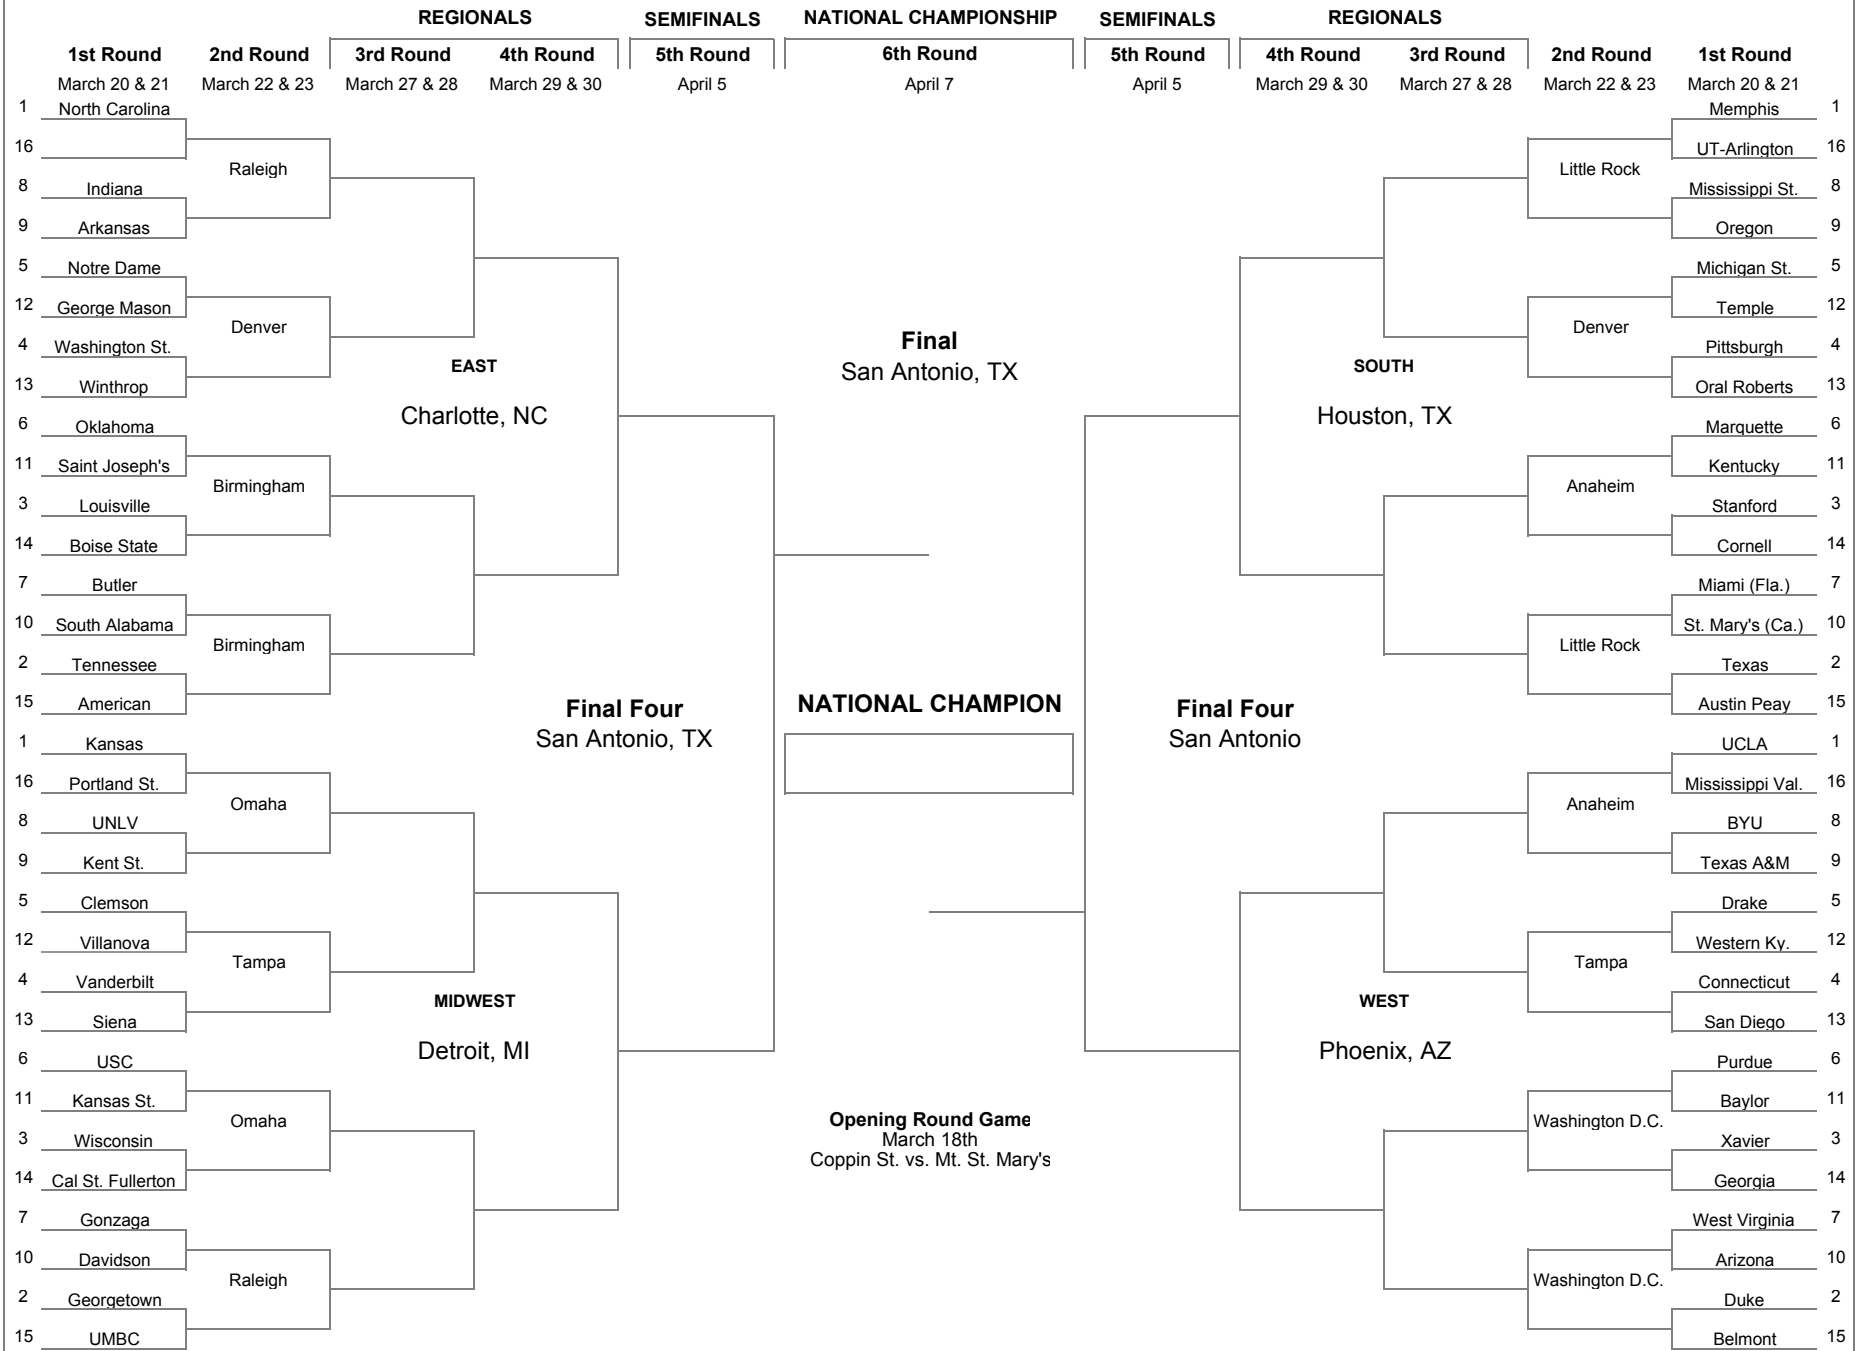 REGIONALS SEMIFINALS NATIONAL CHAMPIONSHIP SEMIFINALS REGIONALS
1st Round 2nd Round 3rd Round 4th Round 5th Round 6th Round 5th Round 4th Round 3rd Round 2nd Round 1st Round
March 20 & 21 March 22 & 23 March 27 & 28 March 29 & 30 April 5 April 7 April 5 March 29 & 30 March 27 & 28 March 22 & 23 March 20 & 21
1 North Carolina Memphis 1
16 UT-Arlington 16
Raleigh Little Rock
8 Indiana Mississippi St. 8
9 Arkansas Oregon 9
5 Notre Dame Michigan St. 5
12 George Mason Temple 12
Denver Denver
Final
4 Washington St. Pittsburgh 4
EAST San Antonio, TX SOUTH
13 Winthrop Oral Roberts 13
Charlotte, NC Houston, TX
6 Oklahoma Marquette 6
11 Saint Joseph's Kentucky 11
Birmingham Anaheim
3 Louisville Stanford 3
14 Boise State Cornell 14
7 Butler Miami (Fla.) 7
10 South Alabama St. Mary's (Ca.) 10
Birmingham Little Rock
2 Tennessee Texas 2
15 American Austin Peay 15
Final Four NATIONAL CHAMPION Final Four
San Antonio, TX San Antonio
1 Kansas UCLA 1
16 Portland St. Mississippi Val. 16
Omaha Anaheim
8 UNLV BYU 8
9 Kent St. Texas A&M 9
5 Clemson Drake 5
12 Villanova Western Ky. 12
Tampa Tampa
4 Vanderbilt Connecticut 4
MIDWEST WEST
13 Siena San Diego 13
Detroit, MI Phoenix, AZ
6 USC Purdue 6
11 Kansas St. Baylor 11
Omaha Opening Round Game Washington D.C.
3 Wisconsin March 18th Xavier 3
Coppin St. vs. Mt. St. Mary's
14 Cal St. Fullerton Georgia 14
7 Gonzaga West Virginia 7
10 Davidson Arizona 10
Raleigh Washington D.C.
2 Georgetown Duke 2
15 UMBC Belmont 15